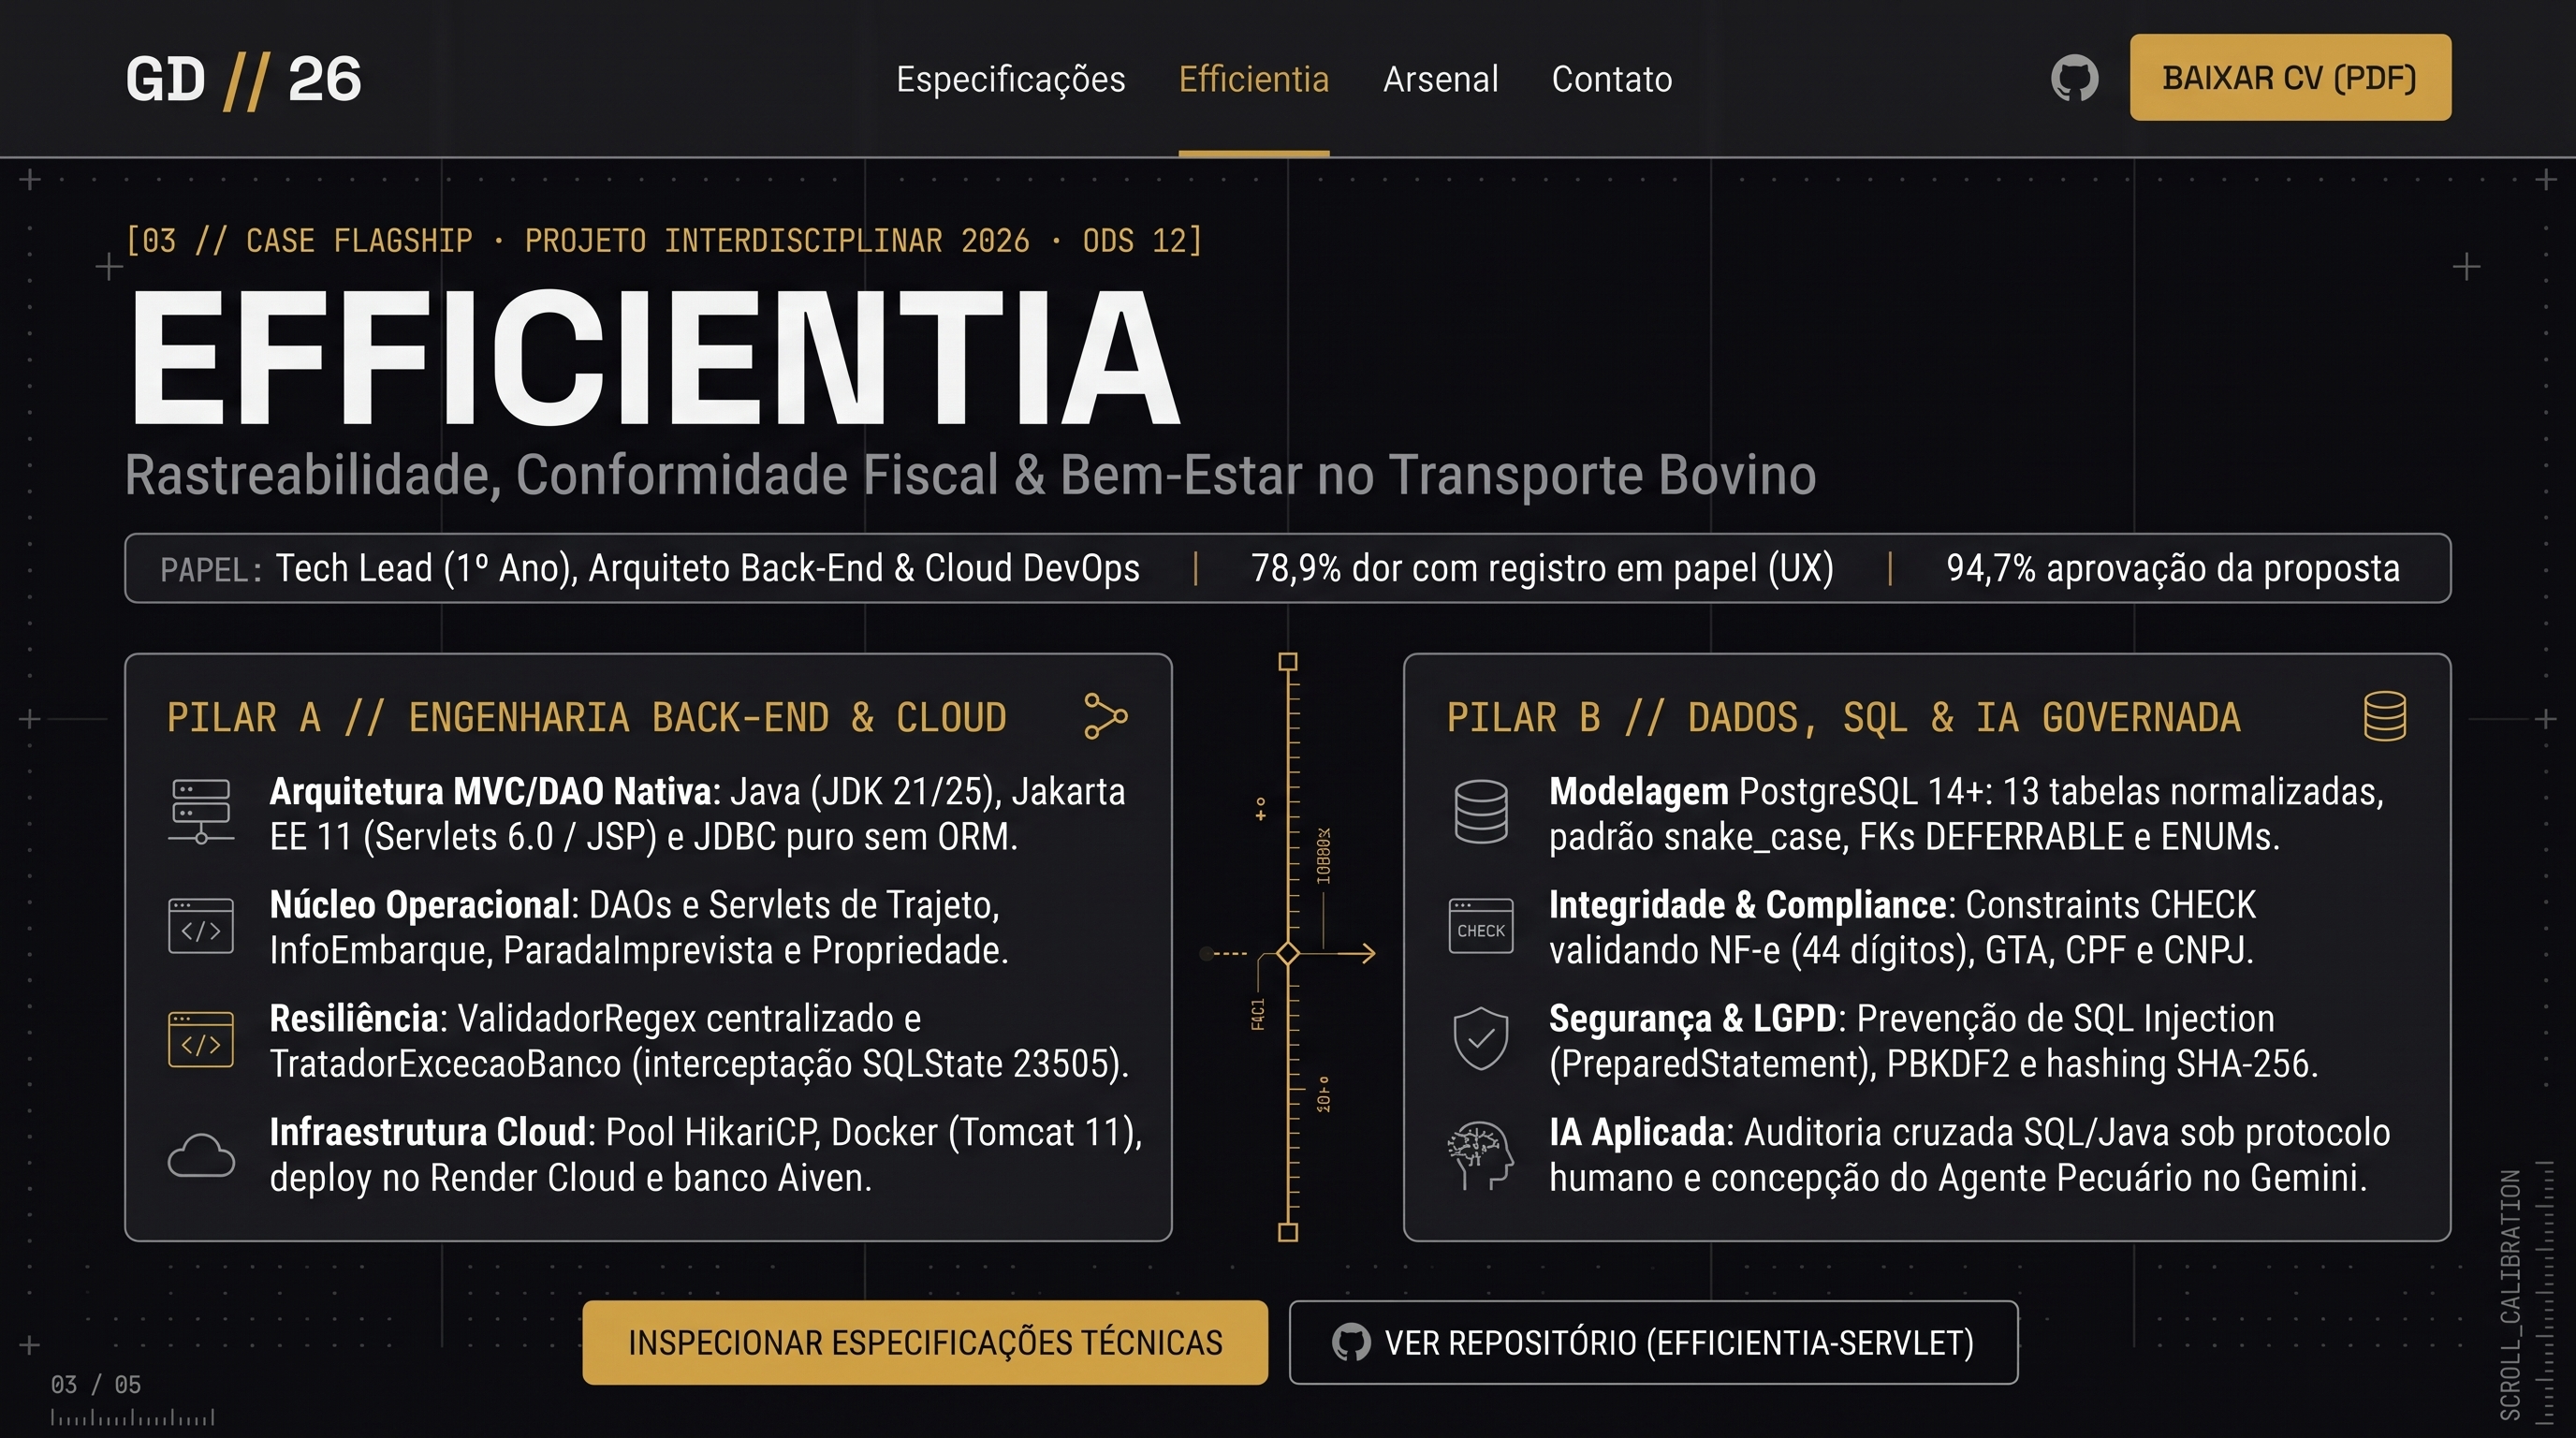 GD // 26
Especificações
Efficientia
Arsenal
Contato
BAIXAR CV (PDF)
[03 // CASE FLAGSHIP · PROJETO INTERDISCIPLINAR 2026 · ODS 12]
EFFICIENTIA
Rastreabilidade, Conformidade Fiscal & Bem-Estar no Transporte Bovino
PAPEL: Tech Lead (1º Ano), Arquiteto Back-End & Cloud DevOps | 78,9% dor com registro em papel (UX) | 94,7% aprovação da proposta
PILAR A // ENGENHARIA BACK-END & CLOUD
Arquitetura MVC/DAO Nativa: Java (JDK 21/25), Jakarta
EE 11 (Servlets 6.0 / JSP) e JDBC puro sem ORM.
</>
Núcleo Operacional: DAOs e Servlets de Trajeto,
InfoEmbarque, ParadaImprevista e Propriedade.
</>
Resiliência: ValidadorRegex centralizado e
TratadorExcecaoBanco (interceptação SQLState 23505).
Infraestrutura Cloud: Pool HikariCP, Docker (Tomcat 11),
deploy no Render Cloud e banco Aiven.
PILAR B // DADOS, SQL & IA GOVERNADA
Modelagem PostgreSQL 14+: 13 tabelas normalizadas,
padrão snake_case, FKs DEFERRABLE e ENUMs.
CHECK
Integridade & Compliance: Constraints CHECK
validando NF-e (44 dígitos), GTA, CPF e CNPJ.
Segurança & LGPD: Prevenção de SQL Injection
(PreparedStatement), PBKDF2 e hashing SHA-256.
IA Aplicada: Auditoria cruzada SQL/Java sob protocolo
humano e concepção do Agente Pecuário no Gemini.
INSPECIONAR ESPECIFICAÇÕES TÉCNICAS
VER REPOSITÓRIO (EFFICIENTIA-SERVLET)
03 / 05
SCROLL_CALIBRATION